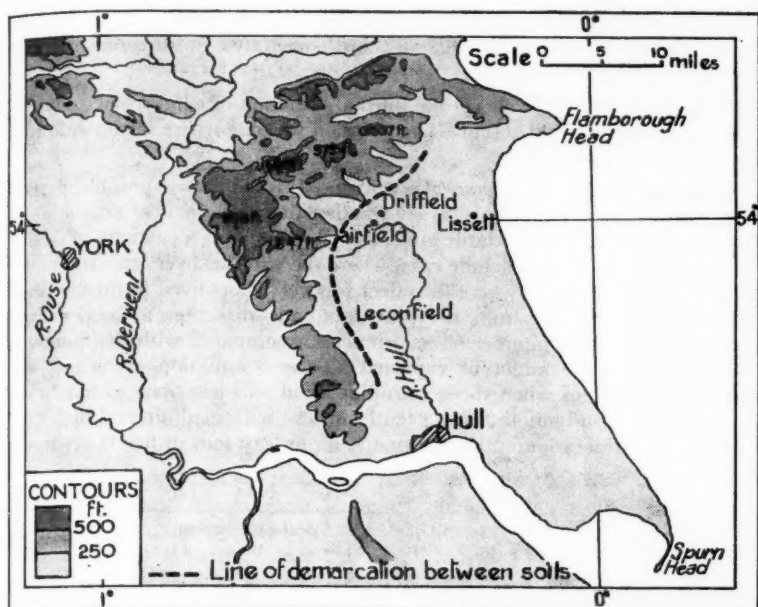 1° 0°
Scale 0 5 10 miles
Flamborough
Head
54° 54°
Driffield
Lissett
airfield
YORK
R. Ouse
R. Derwent
Leconfield
R. Hull
Hull
CONTOURS
ft.
500
250
Spurn
Head
Line of demarcation between soils
1° 0°